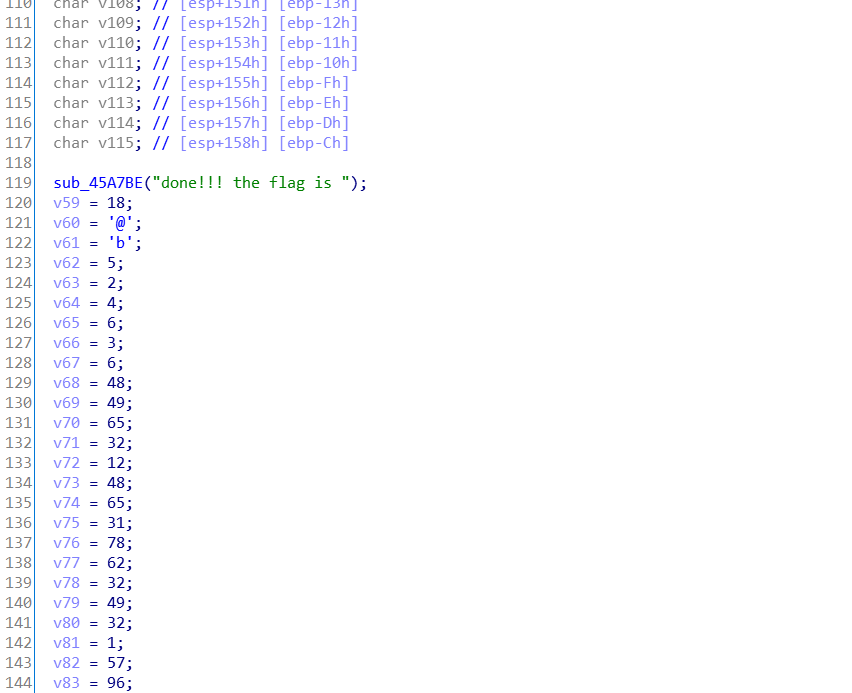 110 char v108; // [esp+151h] [ebp-13h]
111 char v109; // [esp+152h] [ebp-12h]
112 char v110; // [esp+153h] [ebp-11h]
113 char v111; // [esp+154h] [ebp-10h]
114 char v112; // [esp+155h] [ebp-Fh]
115 char v113; // [esp+156h] [ebp-Eh]
116 char v114; // [esp+157h] [ebp-Dh]
117 char v115; // [esp+158h] [ebp-Ch]
118
119 sub_45A7BE("done!!! the flag is ");
120 v59 = 18;
121 v60 = '@';
122 v61 = 'b';
123 v62 = 5;
124 v63 = 2;
125 v64 = 4;
126 v65 = 6;
127 v66 = 3;
128 v67 = 6;
129 v68 = 48;
130 v69 = 49;
131 v70 = 65;
132 v71 = 32;
133 v72 = 12;
134 v73 = 48;
135 v74 = 65;
136 v75 = 31;
137 v76 = 78;
138 v77 = 62;
139 v78 = 32;
140 v79 = 49;
141 v80 = 32;
142 v81 = 1;
143 v82 = 57;
144 v83 = 96;